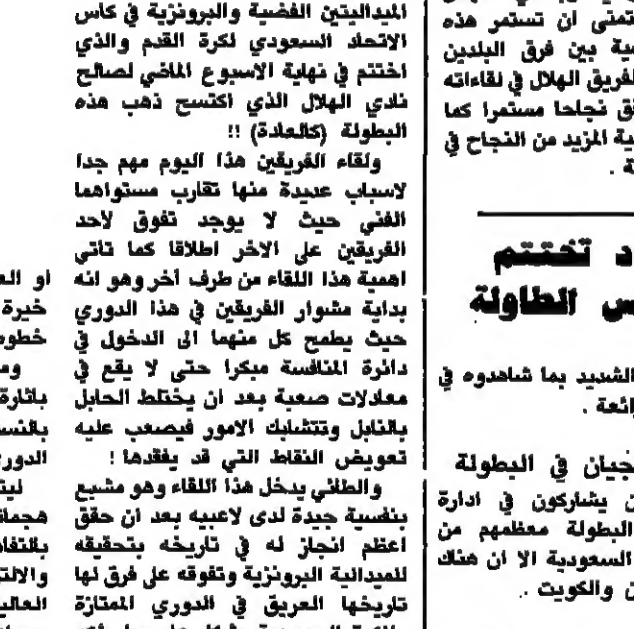 تمنى ان تستمر هذه
بين فرق البلدين
لفريق الهلال في لقاءاته
نجاحا مستمرا كما
المزيد من النجاح في
تختتم
الطاولة
الشديد بما شاهدوه في
في البطولة
يشاركون في ادارة
البطولة معظمهم من
السعودية الا ان هناك
والكويت ..
الميداليتين الفضية والبرونزية في كاس
الاتحاد السعودي لكرة القدم والذي
اختتم في نهاية الاسبوع الماضي لصالح
نادي الهلال الذي اكتسح ذهب هذه
البطولة (كالعادة) !!
ولقاء الفريقين هذا اليوم مهم جدا
لاسباب عديدة منها تقارب مستواهما
الفني حيث لا يوجد تفوق لاحد
الفريقين على الاخر اطلاقا كما تاتي
اهمية هذا اللقاء من طرف أخر وهو انه
بداية مشوار الفريقين في هذا الدوري
حيث يطمح كل منهما الى الدخول في
دائرة المنافسة مبكرا حتى لا يقع في
معادلات صعبة بعد ان يختلط الحابل
بالنابل وتتشابك الامور فيصعب عليه
تعويض النقاط التي قد يفقدها !
والطائي يدخل هذا اللقاء وهو مشبع
بنفسية جيدة لدى لاعبيه بعد ان حقق
اعظم انجاز له في تاريخه بتحقيقه
للميدالية البرونزية وتفوقه على فرق لها
تاريخها العريق في الدوري الممتازة
أو
خيرة
باثارة
الدوري